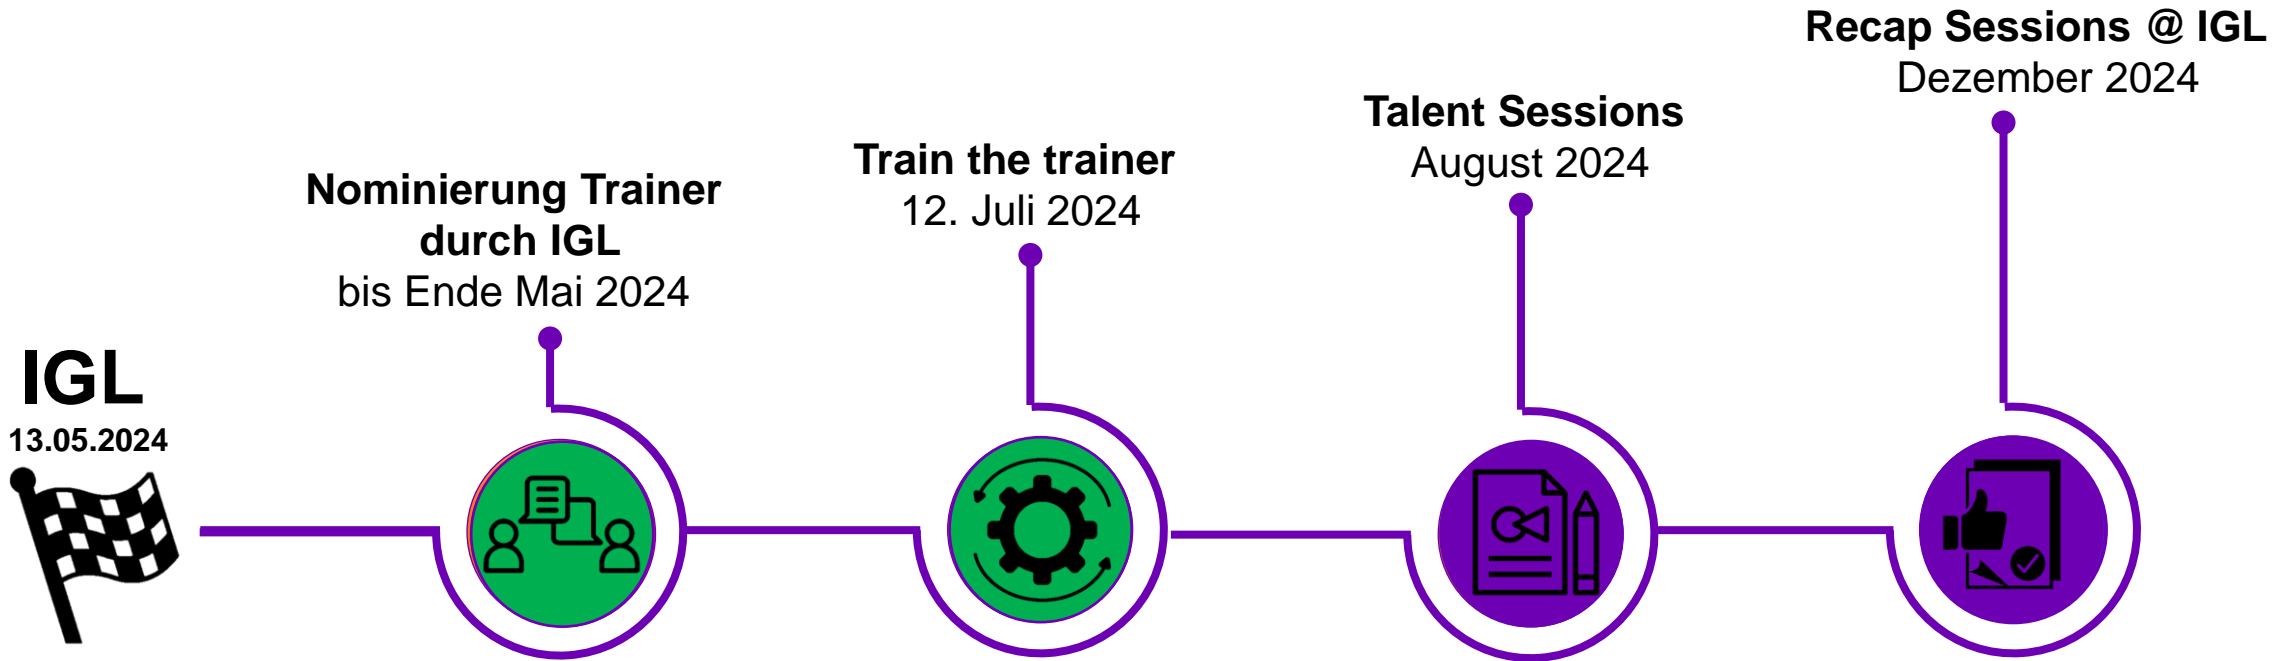 IGL
13.05.2024
Nominierung Trainer
durch IGL
bis Ende Mai 2024
Train the trainer
12. Juli 2024
Talent Sessions
August 2024
Recap Sessions @ IGL
Dezember 2024